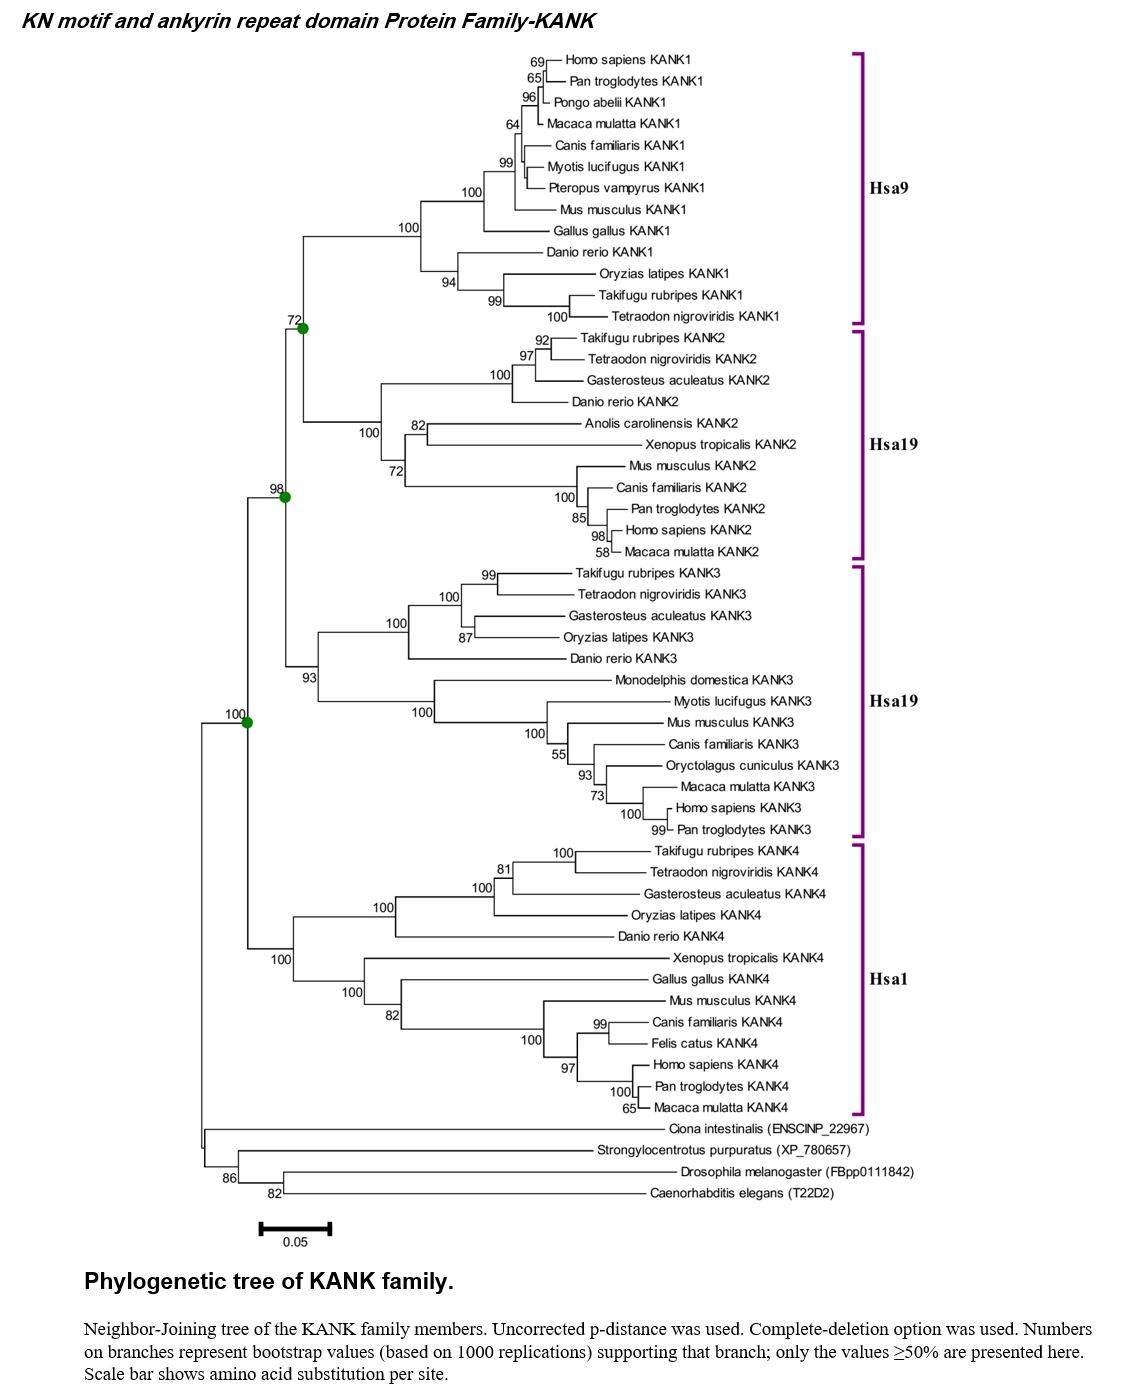 KN motif and ankyrin repeat domain Protein Family-KANK
69 Homo sapiens KANK1
65 Pan troglodytes KANK1
96 Pongo abelii KANK1
64 Macaca mulatta KANK1
Canis familiaris KANK1
99 Myotis lucifugus KANK1
100 Pteropus vampyrus KANK1
Hsa9
Mus musculus KANK1
100 Gallus gallus KANK1
Danio rerio KANK1
94 Oryzias latipes KANK1
99 Takifugu rubripes KANK1
100 Tetraodon nigroviridis KANK1
72
92 Takifugu rubripes KANK2
97 Tetraodon nigroviridis KANK2
100 Gasterosteus aculeatus KANK2
Danio rerio KANK2
100 82 Anolis carolinensis KANK2
Xenopus tropicalis KANK2
Hsa19
72 Mus musculus KANK2
98 100 Canis familiaris KANK2
85 Pan troglodytes KANK2
98 Homo sapiens KANK2
58 Macaca mulatta KANK2
99 Takifugu rubripes KANK3
100 Tetraodon nigroviridis KANK3
100 Gasterosteus aculeatus KANK3
87 Oryzias latipes KANK3
Danio rerio KANK3
93 Monodelphis domestica KANK3
Myotis lucifugus KANK3
Hsa19
100 100 Mus musculus KANK3
100 55 Canis familiaris KANK3
93 Oryctolagus cuniculus KANK3
73 Macaca mulatta KANK3
100 Homo sapiens KANK3
99 Pan troglodytes KANK3
100 Takifugu rubripes KANK4
81 Tetraodon nigroviridis KANK4
100 Gasterosteus aculeatus KANK4
100 Oryzias latipes KANK4
Danio rerio KANK4
100 Xenopus tropicalis KANK4
Gallus gallus KANK4
Hsa1
100 Mus musculus KANK4
82 99 Canis familiaris KANK4
100 Felis catus KANK4
97 Homo sapiens KANK4
100 Pan troglodytes KANK4
65 Macaca mulatta KANK4
Ciona intestinalis (ENSCINP_22967)
Strongylocentrotus purpuratus (XP_780657)
86 Drosophila melanogaster (FBpp0111842)
82 Caenorhabditis elegans (T22D2)
0.05
Phylogenetic tree of KANK family.
Neighbor-Joining tree of the KANK family members. Uncorrected p-distance was used. Complete-deletion option was used. Numbers
on branches represent bootstrap values (based on 1000 replications) supporting that branch; only the values ≥50% are presented here.
Scale bar shows amino acid substitution per site.